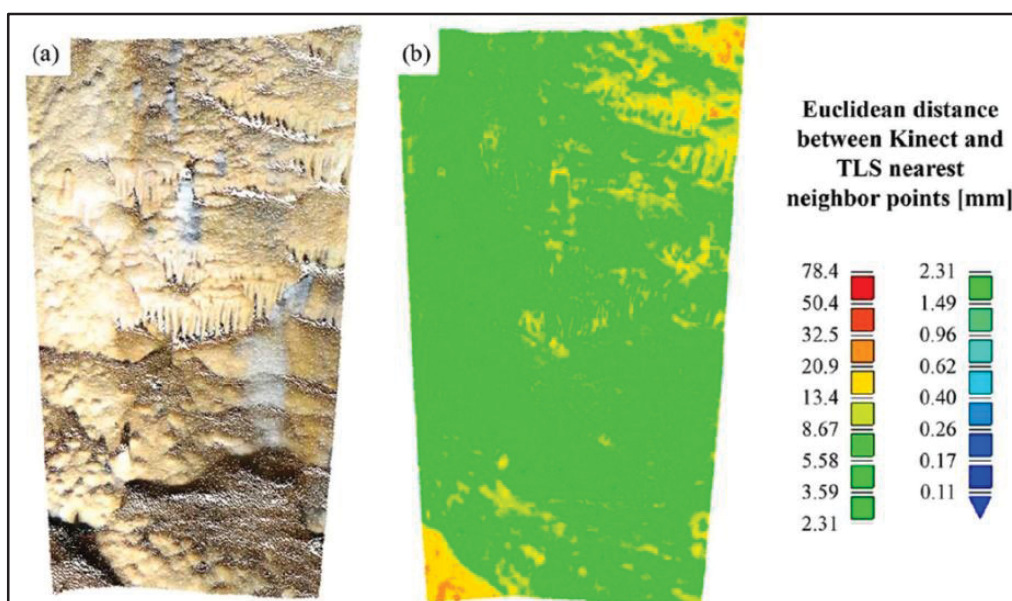 (a)
(b)
Euclidean distance
between Kinect and
TLS nearest
neighbor points [mm]
78.4
50.4
32.5
20.9
13.4
8.67
5.58
3.59
2.31
2.31
1.49
0.96
0.62
0.40
0.26
0.17
0.11